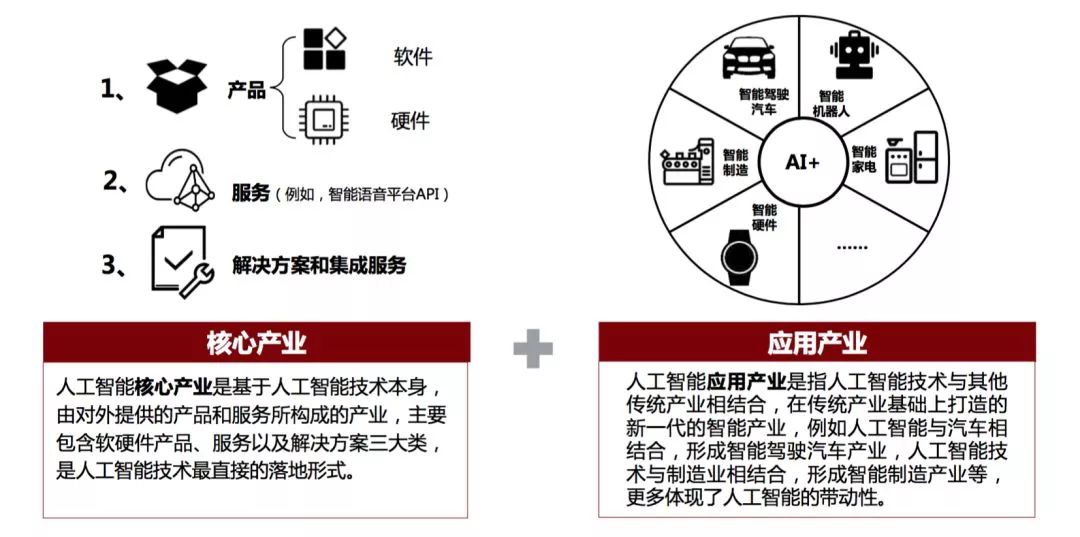 1、
产品
软件
硬件
2、
服务（例如，智能语音平台API）
3、
解决方案和集成服务
智能驾驶
汽车
智能
机器人
智能
制造
AI+
智能
家电
智能
硬件
……
核心产业
人工智能核心产业是基于人工智能技术本身，
由对外提供的产品和服务所构成的产业，主要
包含软硬件产品、服务以及解决方案三大类，
是人工智能技术最直接的落地形式。
+
应用产业
人工智能应用产业是指人工智能技术与其他
传统产业相结合，在传统产业基础上打造的
新一代的智能产业，例如人工智能与汽车相
结合，形成智能驾驶汽车产业，人工智能技
术与制造业相结合，形成智能制造产业等，
更多体现了人工智能的带动性。